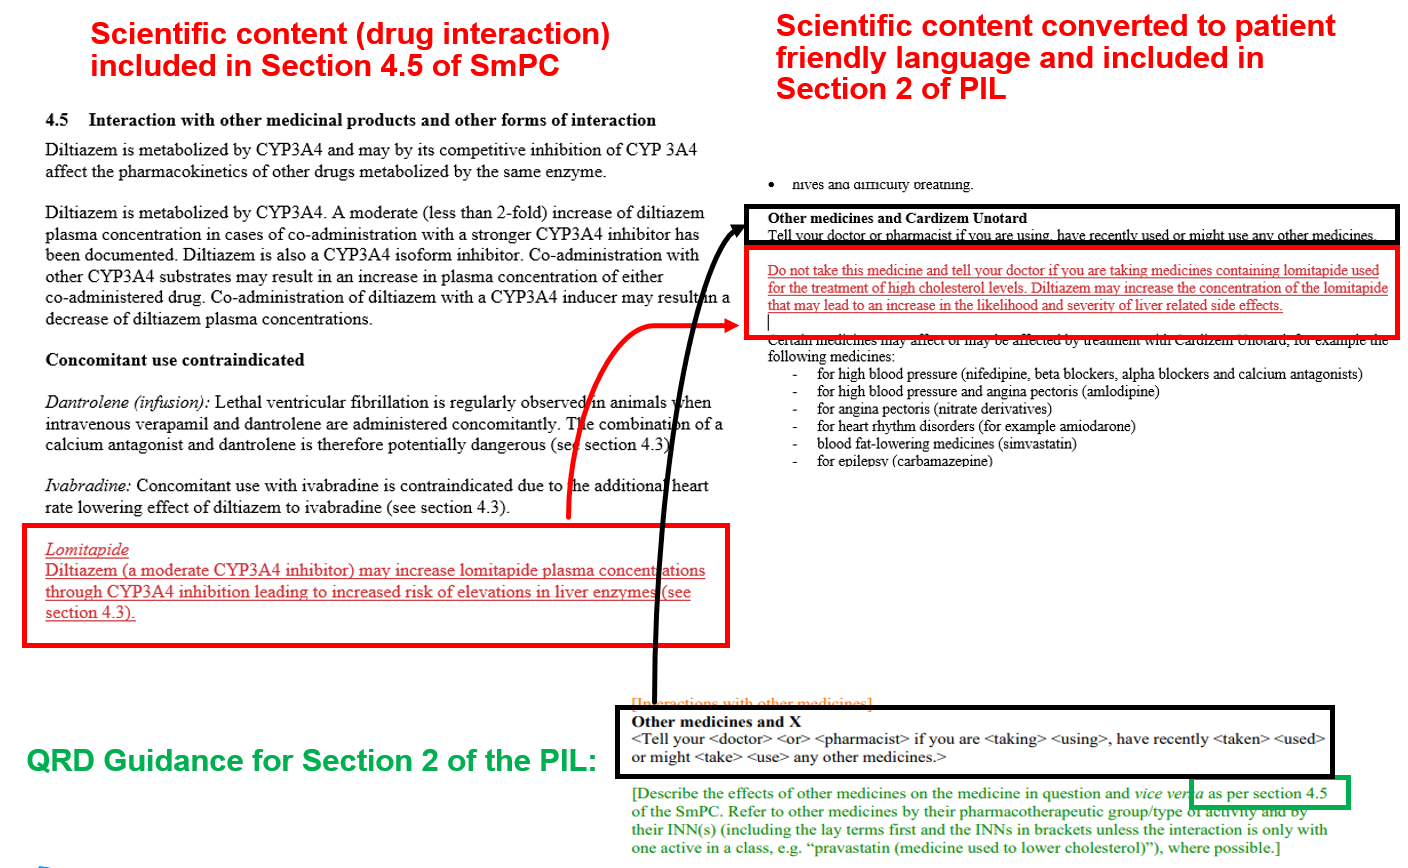 Scientific content (drug interaction)
included in Section 4.5 of SmPC
Scientific content converted to patient
friendly language and included in
Section 2 of PIL
4.5 Interaction with other medicinal products and other forms of interaction
Diltiazem is metabolized by CYP3A4 and may by its competitive inhibition of CYP 3A4
affect the pharmacokinetics of other drugs metabolized by the same enzyme.
Diltiazem is metabolized by CYP3A4. A moderate (less than 2-fold) increase of diltiazem
plasma concentration in cases of co-administration with a stronger CYP3A4 inhibitor has
been documented. Diltiazem is also a CYP3A4 isoform inhibitor. Co-administration with
other CYP3A4 substrates may result in an increase in plasma concentration of either
co-administered drug. Co-administration of diltiazem with a CYP3A4 inducer may result in a
decrease of diltiazem plasma concentrations.
Concomitant use contraindicated
Dantrolene (infusion): Lethal ventricular fibrillation is regularly observed in animals when
intravenous verapamil and dantrolene are administered concomitantly. The combination of a
calcium antagonist and dantrolene is therefore potentially dangerous (see section 4.3)
Ivabradine: Concomitant use with ivabradine is contraindicated due to the additional heart
rate lowering effect of diltiazem to ivabradine (see section 4.3).
Lomitapide
Diltiazem (a moderate CYP3A4 inhibitor) may increase lomitapide plasma concentrations
through CYP3A4 inhibition leading to increased risk of elevations in liver enzymes (see
section 4.3).
• hives and difficulty breathing.
Other medicines and Cardizem Unotard
Tell your doctor or pharmacist if you are using, have recently used or might use any other medicines.
Do not take this medicine and tell your doctor if you are taking medicines containing lomitapide used
for the treatment of high cholesterol levels. Diltiazem may increase the concentration of the lomitapide
that may lead to an increase in the likelihood and severity of liver related side effects.
Certain medicines may affect or may be affected by treatment with Cardizem Unotard, for example the
following medicines:
- for high blood pressure (nifedipine, beta blockers, alpha blockers and calcium antagonists)
- for high blood pressure and angina pectoris (amlodipine)
- for angina pectoris (nitrate derivatives)
- for heart rhythm disorders (for example amiodarone)
- blood fat-lowering medicines (simvastatin)
- for epilepsy (carbamazepine)
QRD Guidance for Section 2 of the PIL:
[Interactions with other medicines]
Other medicines and X
<Tell your <doctor> <or> <pharmacist> if you are <taking> <using>, have recently <taken> <used>
or might <take> <use> any other medicines.>
[Describe the effects of other medicines on the medicine in question and vice versa as per section 4.5
of the SmPC. Refer to other medicines by their pharmacotherapeutic group/type of activity and by
their INN(s) (including the lay terms first and the INNs in brackets unless the interaction is only with
one active in a class, e.g. “pravastatin (medicine used to lower cholesterol)”), where possible.]